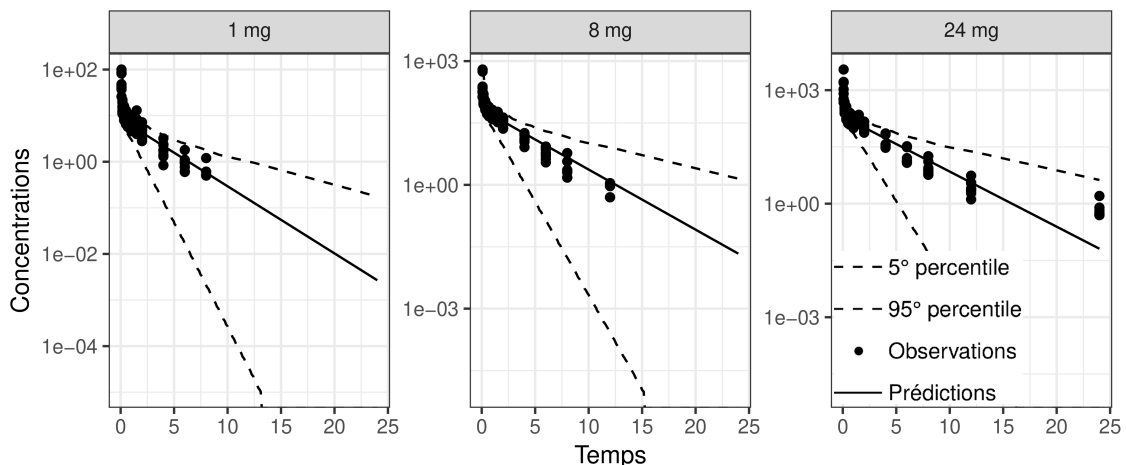 1 mg
8 mg
24 mg
Concentrations
1e+02
1e+00
1e−02
1e−04
1e+03
1e+00
1e−03
1e+03
1e+00
1e−03
5° percentile
95° percentile
Observations
Prédictions
0 5 10 15 20 25
0 5 10 15 20 25
0 5 10 15 20 25
Temps